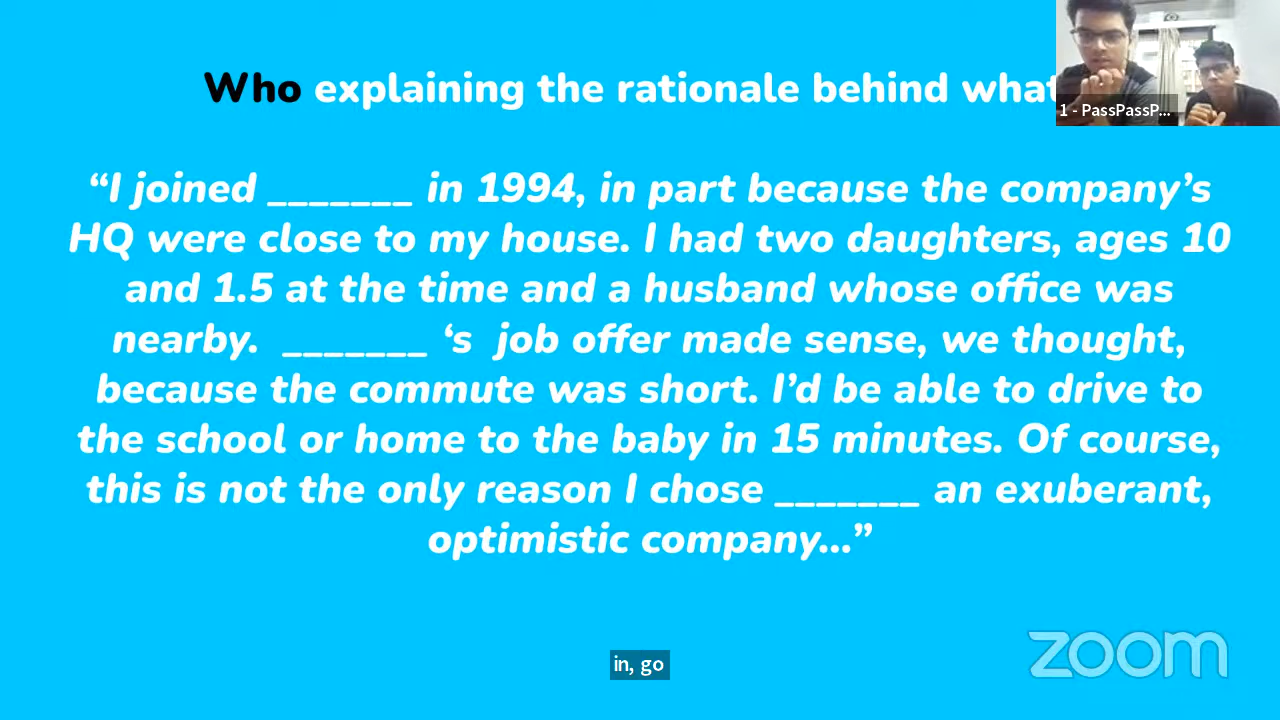 Who explaining the rationale behind what
1 - PassPassP...
“I joined _______ in 1994, in part because the company’s
HQ were close to my house. I had two daughters, ages 10
and 1.5 at the time and a husband whose office was
nearby. _______ ‘s job offer made sense, we thought,
because the commute was short. I’d be able to drive to
the school or home to the baby in 15 minutes. Of course,
this is not the only reason I chose _______ an exuberant,
optimistic company...”
in, go
zoom